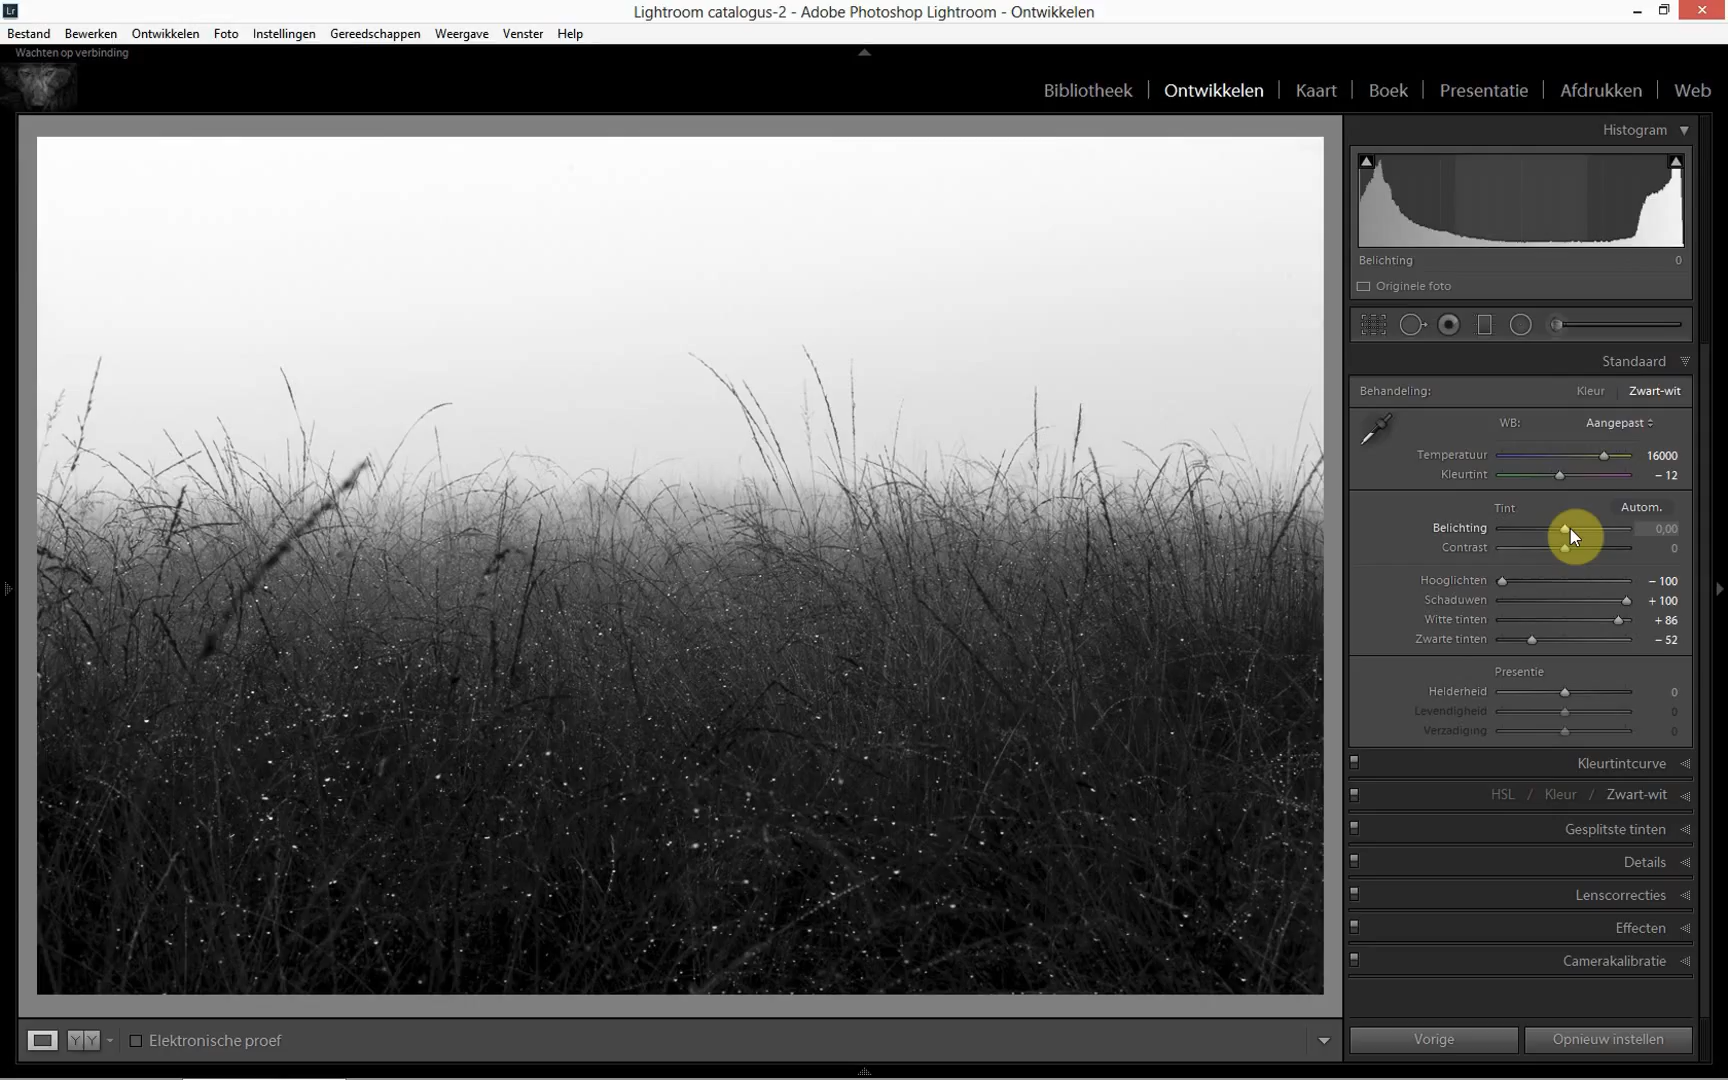 Lr Lightroom catalogus-2 - Adobe Photoshop Lightroom - Ontwikkelen
Bestand Bewerken Ontwikkelen Foto Instellingen Gereedschappen Weergave Venster Help
Wachten op verbinding
Bibliotheek | Ontwikkelen | Kaart | Boek | Presentatie | Afdrukken | Web
Histogram
Belichting 0
Originele foto
Standaard
Behandeling: Kleur | Zwart-wit
WB: Aangepast
Temperatuur 16000
Kleurtint – 12
Tint Autom.
Belichting 0,00
Contrast 0
Hooglichten – 100
Schaduwen + 100
Witte tinten + 86
Zwarte tinten – 52
Presentie
Helderheid 0
Levendigheid 0
Verzadiging 0
Kleurtintcurve
HSL / Kleur / Zwart-wit
Gesplitste tinten
Details
Lenscorrecties
Effecten
Camerakalibratie
Y Y Elektronische proef
Vorige Opnieuw instellen